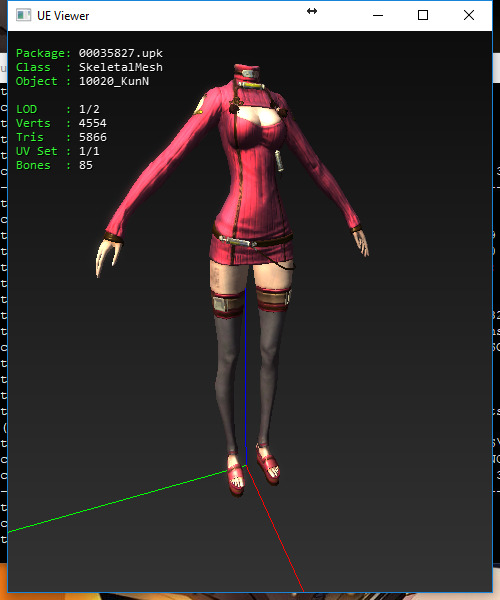 UE Viewer
Package: 00035827.upk
Class : SkeletalMesh
Object : 10020_KunN
LOD : 1/2
Verts : 4554
Tris : 5866
UV Set : 1/1
Bones : 85